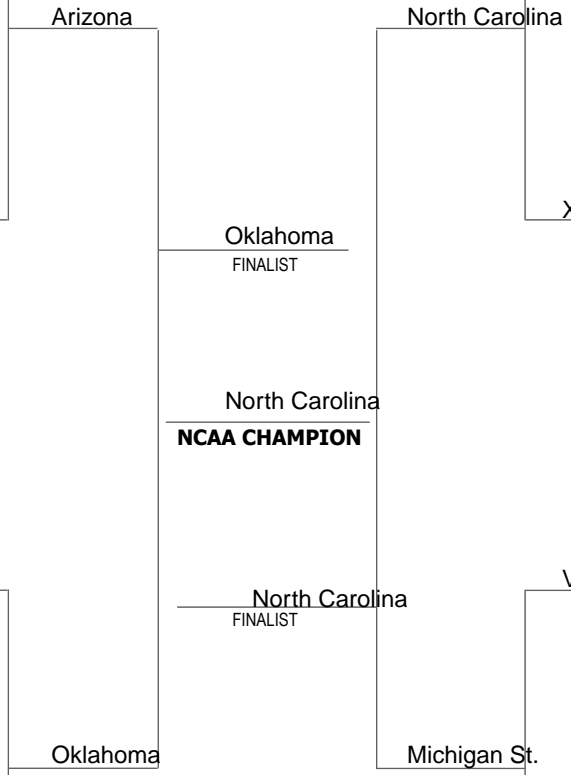 Arizona
North Carolina
X
Oklahoma
FINALIST
North Carolina
NCAA CHAMPION
V
North Carolina
FINALIST
Oklahoma
Michigan St.